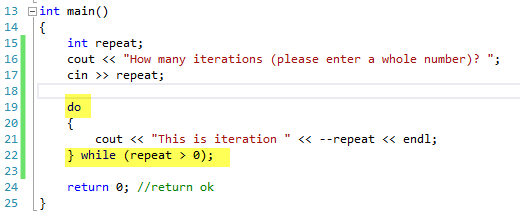 13 int main()
14 {
15 int repeat;
16 cout << "How many iterations (please enter a whole number)? ";
17 cin >> repeat;
18
19 do
20 {
21 cout << "This is iteration " << --repeat << endl;
22 } while (repeat > 0);
23
24 return 0; //return ok
25 }